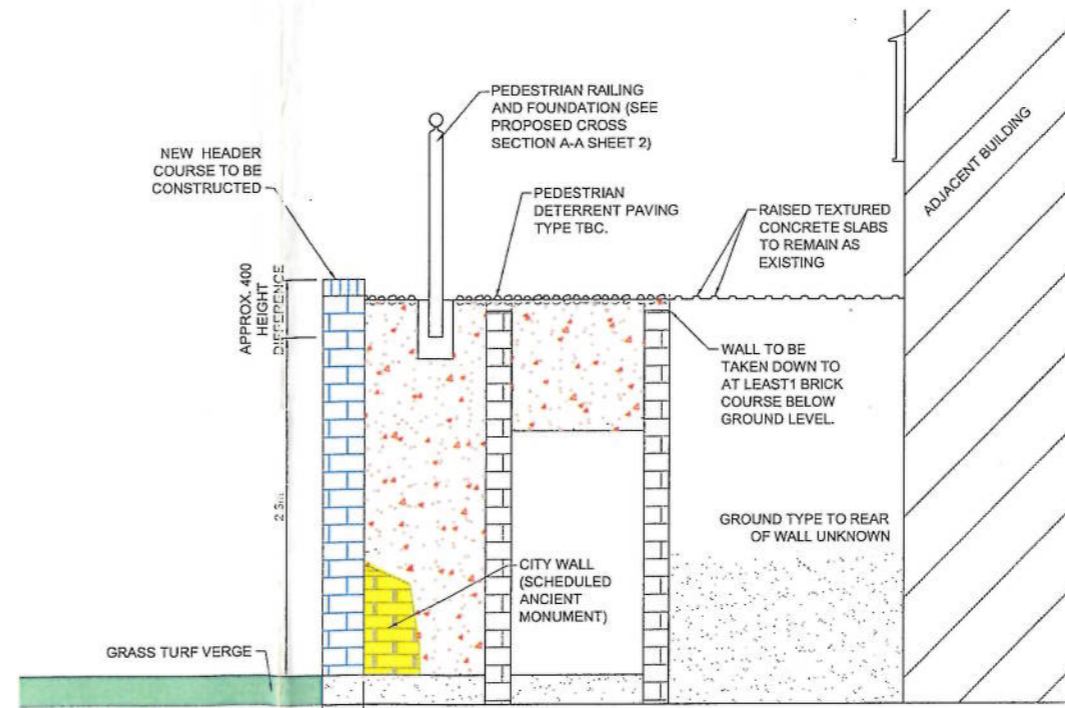 PEDESTRIAN RAILING
AND FOUNDATION (SEE
PROPOSED CROSS
SECTION A-A SHEET 2)
NEW HEADER
COURSE TO BE
CONSTRUCTED
PEDESTRIAN
DETERRENT PAVING
TYPE TBC.
RAISED TEXTURED
CONCRETE SLABS
TO REMAIN AS
EXISTING
ADJACENT BUILDING
APPROX. 400
HEIGHT
DIFFERENCE
WALL TO BE
TAKEN DOWN TO
AT LEAST1 BRICK
COURSE BELOW
GROUND LEVEL.
GROUND TYPE TO REAR
OF WALL UNKNOWN
CITY WALL
(SCHEDULED
ANCIENT
MONUMENT)
GRASS TURF VERGE